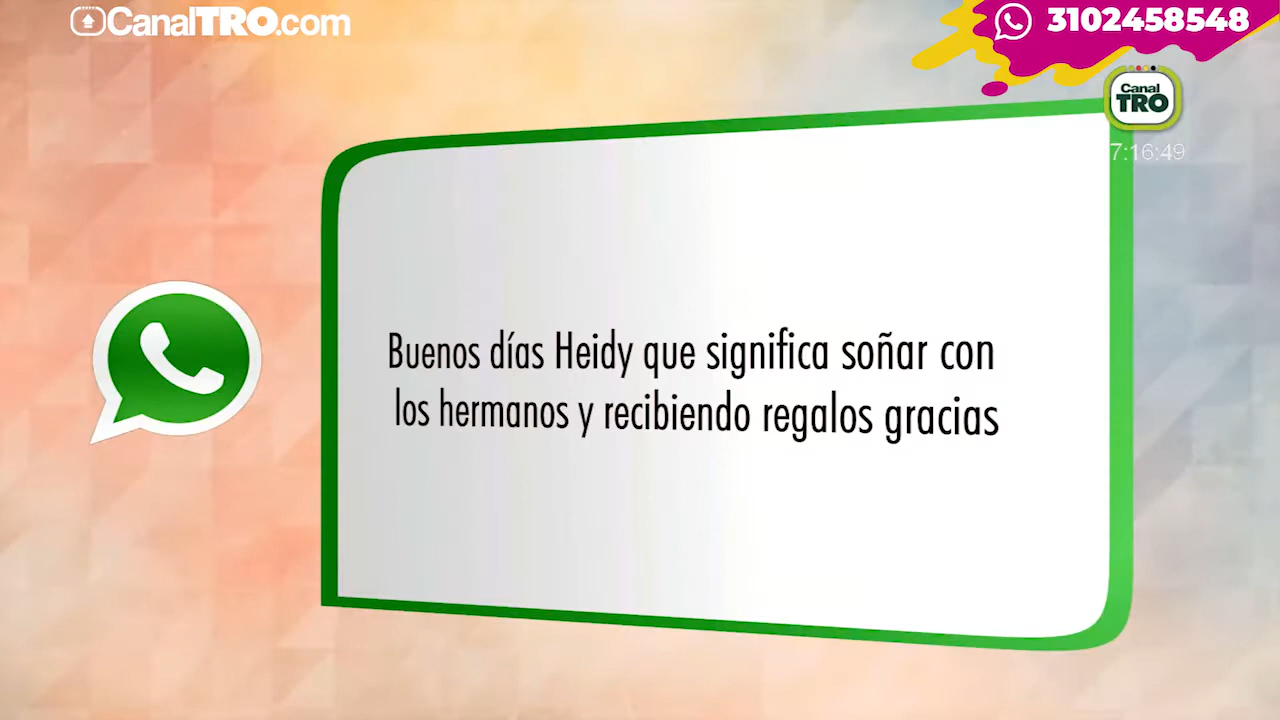 CanalTRO.com
3102458548
Canal
TRO
7:16:49
Buenos días Heidy que significa soñar con
los hermanos y recibiendo regalos gracias